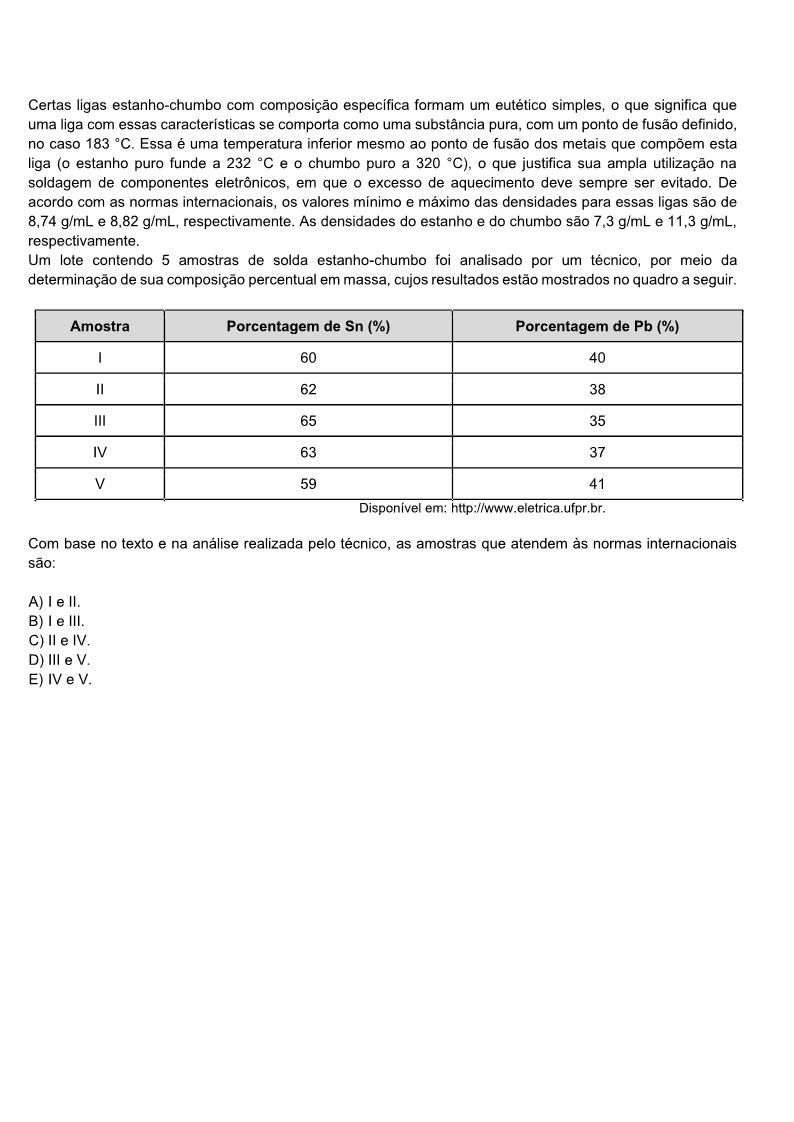 Certas ligas estanho-chumbo com composição específica formam um eutético simples, o que significa que
uma liga com essas características se comporta como uma substância pura, com um ponto de fusão definido,
no caso 183 °C. Essa é uma temperatura inferior mesmo ao ponto de fusão dos metais que compõem esta
liga (o estanho puro funde a 232 °C e o chumbo puro a 320 °C), o que justifica sua ampla utilização na
soldagem de componentes eletrônicos, em que o excesso de aquecimento deve sempre ser evitado. De
acordo com as normas internacionais, os valores mínimo e máximo das densidades para essas ligas são de
8,74 g/mL e 8,82 g/mL, respectivamente. As densidades do estanho e do chumbo são 7,3 g/mL e 11,3 g/mL,
respectivamente.
Um lote contendo 5 amostras de solda estanho-chumbo foi analisado por um técnico, por meio da
determinação de sua composição percentual em massa, cujos resultados estão mostrados no quadro a seguir.
Amostra Porcentagem de Sn (%) Porcentagem de Pb (%)
I 60 40
II 62 38
III 65 35
IV 63 37
V 59 41
Disponível em: http://www.eletrica.ufpr.br.
Com base no texto e na análise realizada pelo técnico, as amostras que atendem às normas internacionais
são:
A) I e II.
B) I e III.
C) II e IV.
D) III e V.
E) IV e V.